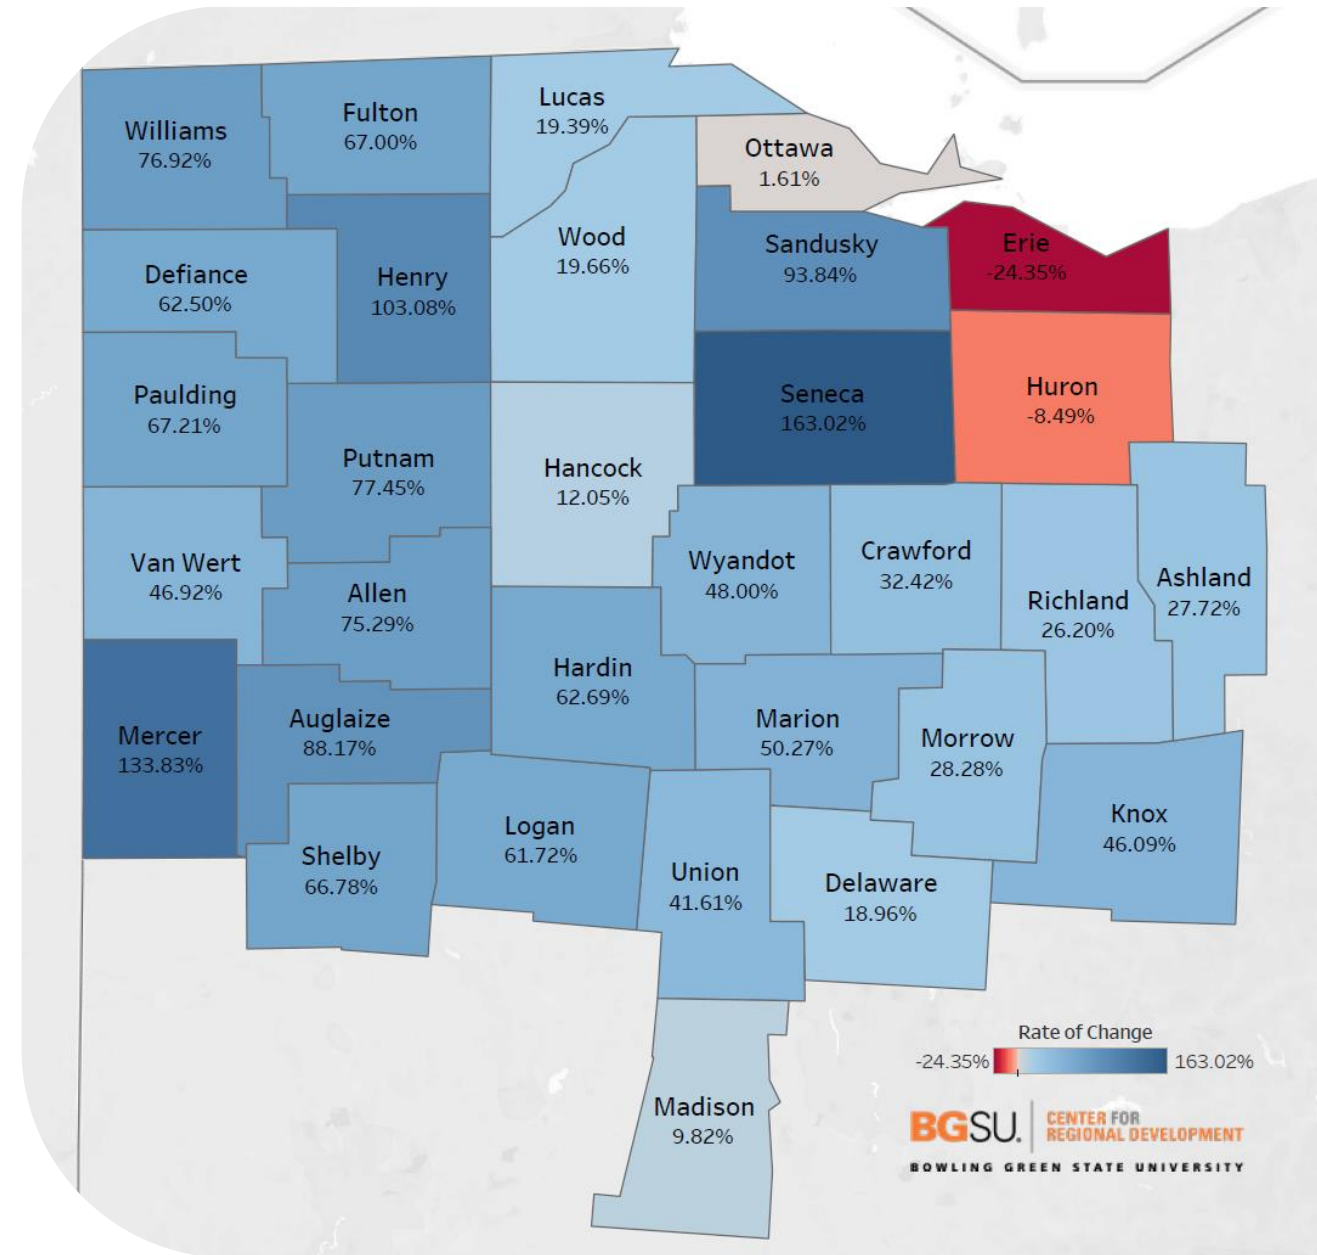 Williams
76.92%
Fulton
67.00%
Lucas
19.39%
Ottawa
1.61%
Defiance
62.50%
Henry
103.08%
Wood
19.66%
Sandusky
93.84%
Erie
-24.35%
Paulding
67.21%
Putnam
77.45%
Hancock
12.05%
Seneca
163.02%
Huron
-8.49%
Van Wert
46.92%
Allen
75.29%
Wyandot
48.00%
Crawford
32.42%
Richland
26.20%
Ashland
27.72%
Mercer
133.83%
Auglaize
88.17%
Hardin
62.69%
Marion
50.27%
Morrow
28.28%
Shelby
66.78%
Logan
61.72%
Union
41.61%
Delaware
18.96%
Knox
46.09%
Madison
9.82%
Rate of Change
-24.35% 163.02%
BGSU. CENTER FOR
REGIONAL DEVELOPMENT
BOWLING GREEN STATE UNIVERSITY